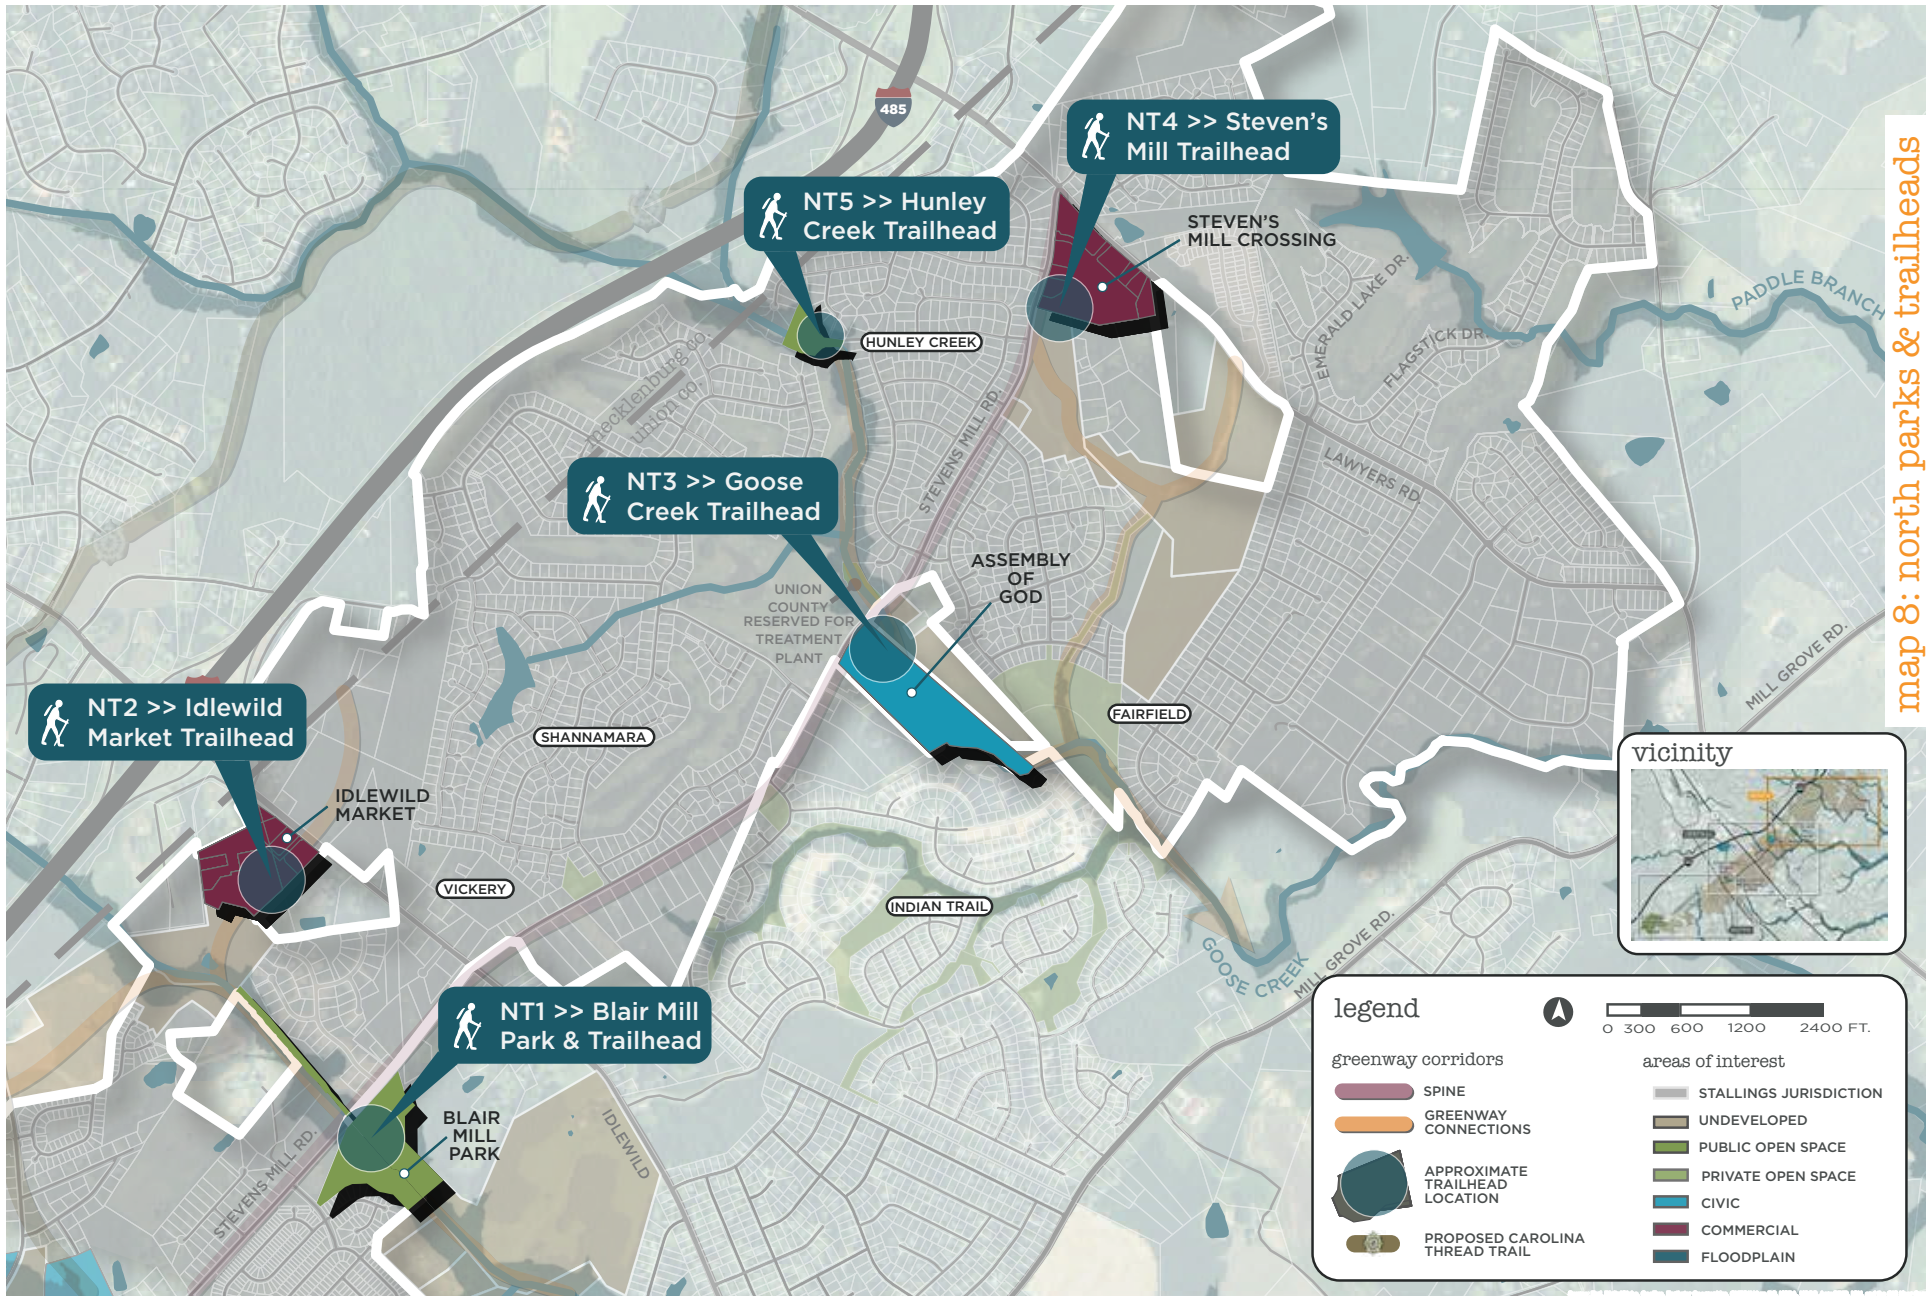 map 8: north parks & trailheads
485
NT4 >> Steven's
Mill Trailhead
NT5 >> Hunley
Creek Trailhead
STEVEN'S
MILL CROSSING
PADDLE BRANCH
EMERALD LAKE DR.
FLAGSTICK DR.
HUNLEY CREEK
mecklenburg co.
union co.
STEVENS MILL RD.
LAWYERS RD.
NT3 >> Goose
Creek Trailhead
ASSEMBLY
OF
GOD
UNION
COUNTY
RESERVED FOR
TREATMENT
PLANT
MILL GROVE RD.
NT2 >> Idlewild
Market Trailhead
SHANNAMARA
FAIRFIELD
IDLEWILD
MARKET
VICKERY
INDIAN TRAIL
GOOSE CREEK
MILL GROVE RD.
NT1 >> Blair Mill
Park & Trailhead
BLAIR
MILL
PARK
IDLEWILD
STEVENS MILL RD.
vicinity
legend
0 300 600 1200 2400 FT.
greenway corridors
SPINE
GREENWAY
CONNECTIONS
APPROXIMATE
TRAILHEAD
LOCATION
PROPOSED CAROLINA
THREAD TRAIL
areas of interest
STALLINGS JURISDICTION
UNDEVELOPED
PUBLIC OPEN SPACE
PRIVATE OPEN SPACE
CIVIC
COMMERCIAL
FLOODPLAIN